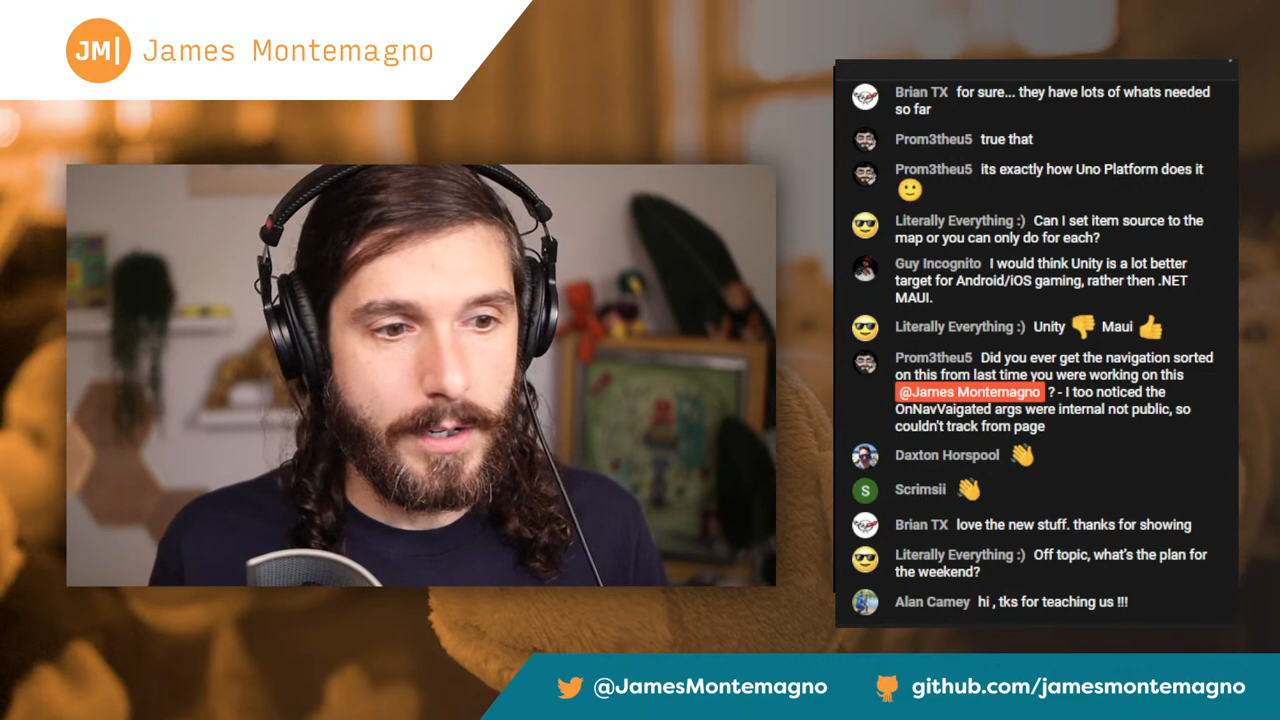 JM| James Montemagno
Brian TX for sure... they have lots of whats needed
so far
Prom3theu5 true that
Prom3theu5 its exactly how Uno Platform does it
🙂
Literally Everything :) Can I set item source to the
map or you can only do for each?
Guy Incognito I would think Unity is a lot better
target for Android/iOS gaming, rather then .NET
MAUI.
Literally Everything :) Unity 👎 Maui 👍
Prom3theu5 Did you ever get the navigation sorted
on this from last time you were working on this
@James Montemagno ? - I too noticed the
OnNavVaigated args were internal not public, so
couldn't track from page
Daxton Horspool 👋
S Scrimsii 👋
Brian TX love the new stuff. thanks for showing
Literally Everything :) Off topic, what's the plan for
the weekend?
Alan Camey hi , tks for teaching us !!!
@JamesMontemagno
github.com/jamesmontemagno